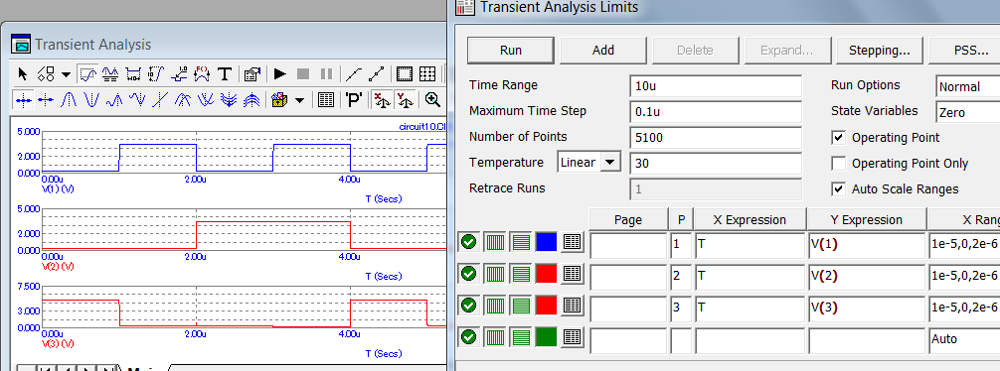 Transient Analysis
circuit10.CI
5.000
2.000
0.000
0.00u 2.00u 4.00u
V(1) (V)
T (Secs)
5.000
2.000
0.000
0.00u 2.00u 4.00u
V(2) (V)
T (Secs)
7.500
3.000
0.000
0.00u 2.00u 4.00u
V(3) (V)
T (Secs)
Transient Analysis Limits
Run Add Delete Expand... Stepping... PSS...
Time Range 10u Run Options Normal
Maximum Time Step 0.1u State Variables Zero
Number of Points 5100 Operating Point
Temperature Linear 30 Operating Point Only
Retrace Runs 1 Auto Scale Ranges
Page P X Expression Y Expression X Rang
1 T V(1) 1e-5,0,2e-6
2 T V(2) 1e-5,0,2e-6
3 T V(3) 1e-5,0,2e-6
Auto